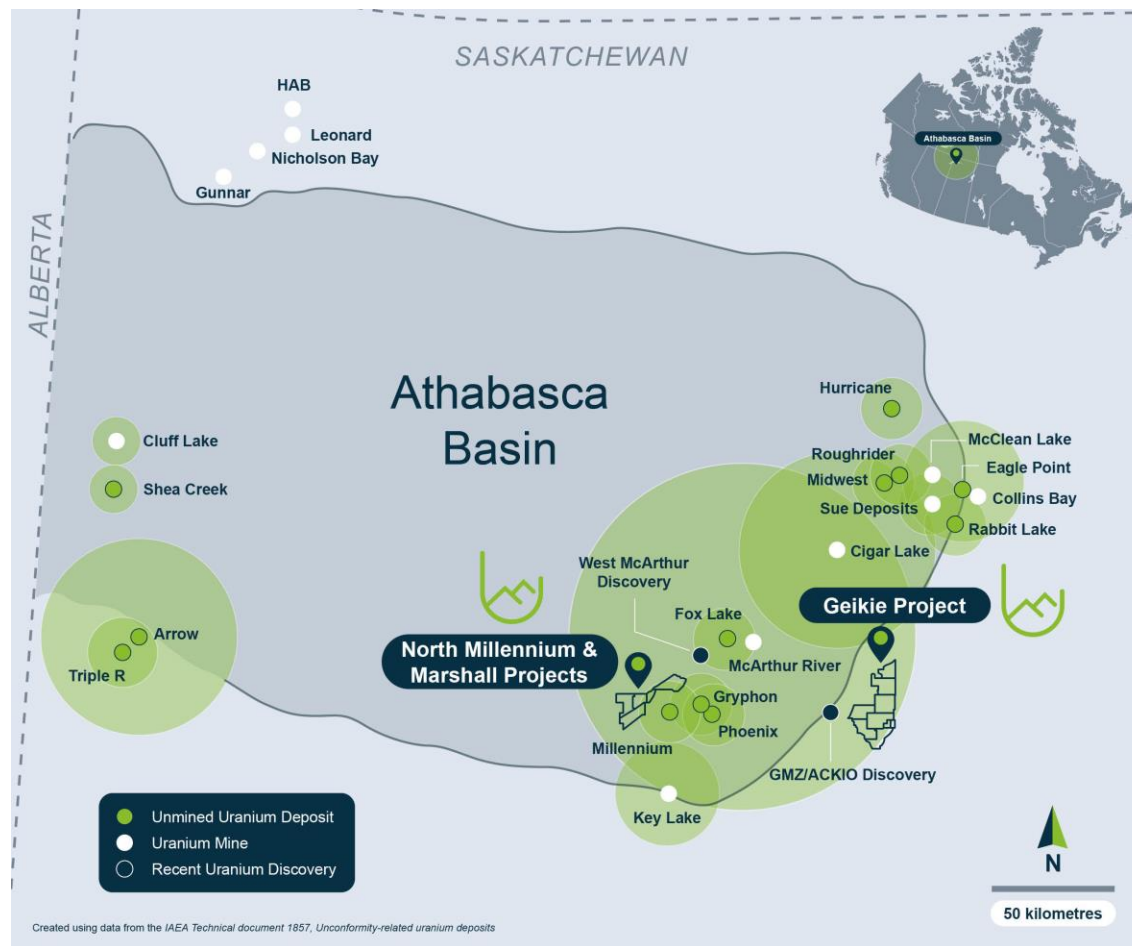 SASKATCHEWAN
HAB
Leonard
Nicholson Bay
Gunnar
Athabasca Basin
ALBERTA
Athabasca
Basin
Hurricane
McClean Lake
Roughrider
Eagle Point
Midwest
Collins Bay
Sue Deposits
Rabbit Lake
Cluff Lake
Shea Creek
Cigar Lake
West McArthur
Discovery
Fox Lake
Geikie Project
Arrow
Triple R
North Millennium &
Marshall Projects
McArthur River
Gryphon
Phoenix
Millennium
GMZ/ACKIO Discovery
Key Lake
Unmined Uranium Deposit
Uranium Mine
Recent Uranium Discovery
N
50 kilometres
Created using data from the IAEA Technical document 1857, Unconformity-related uranium deposits